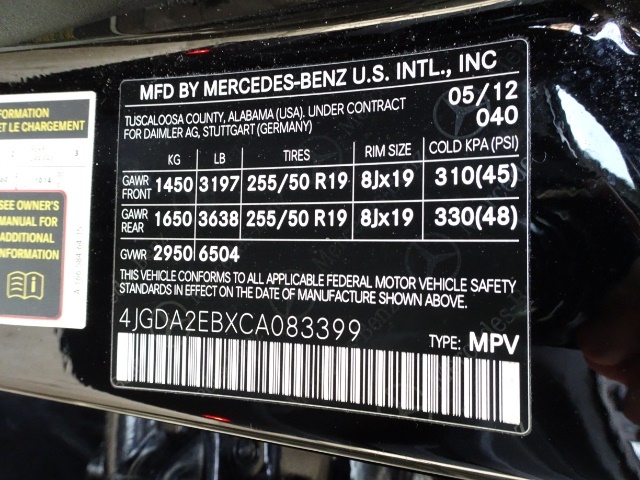 MFD BY MERCEDES-BENZ U.S. INTL., INC
TUSCALOOSA COUNTY, ALABAMA (USA). UNDER CONTRACT 05/12
FOR DAIMLER AG, STUTTGART (GERMANY) 040
KG LB TIRES RIM SIZE COLD KPA (PSI)
GAWR FRONT 1450 3197 255/50 R19 8Jx19 310(45)
GAWR REAR 1650 3638 255/50 R19 8Jx19 330(48)
GVWR 2950 6504
THIS VEHICLE CONFORMS TO ALL APPLICABLE FEDERAL MOTOR VEHICLE SAFETY
STANDARDS IN EFFECT ON THE DATE OF MANUFACTURE SHOWN ABOVE.
4JGDA2EBXCA083399 TYPE: MPV
ET LE CHARGEMENT
SEE OWNER'S
MANUAL FOR
ADDITIONAL
INFORMATION